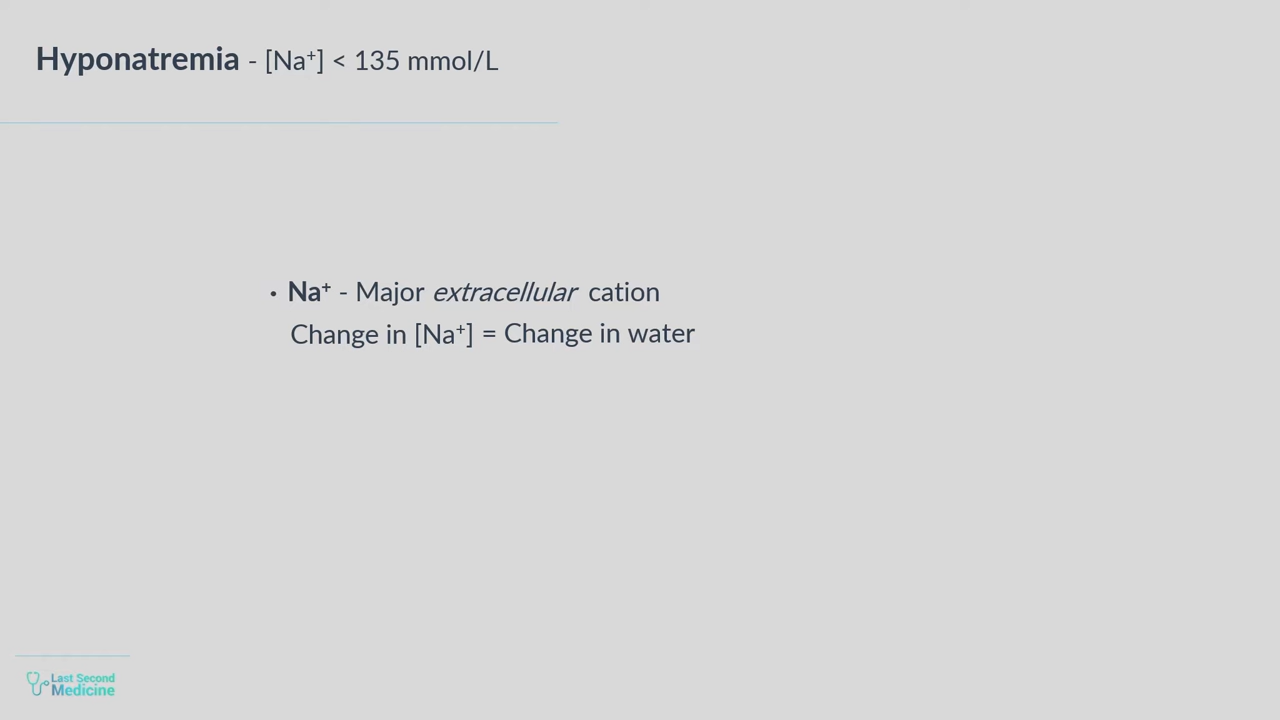 Hyponatremia - [Na⁺] < 135 mmol/L
• Na⁺ - Major extracellular cation
Change in [Na⁺] = Change in water
Last Second
Medicine